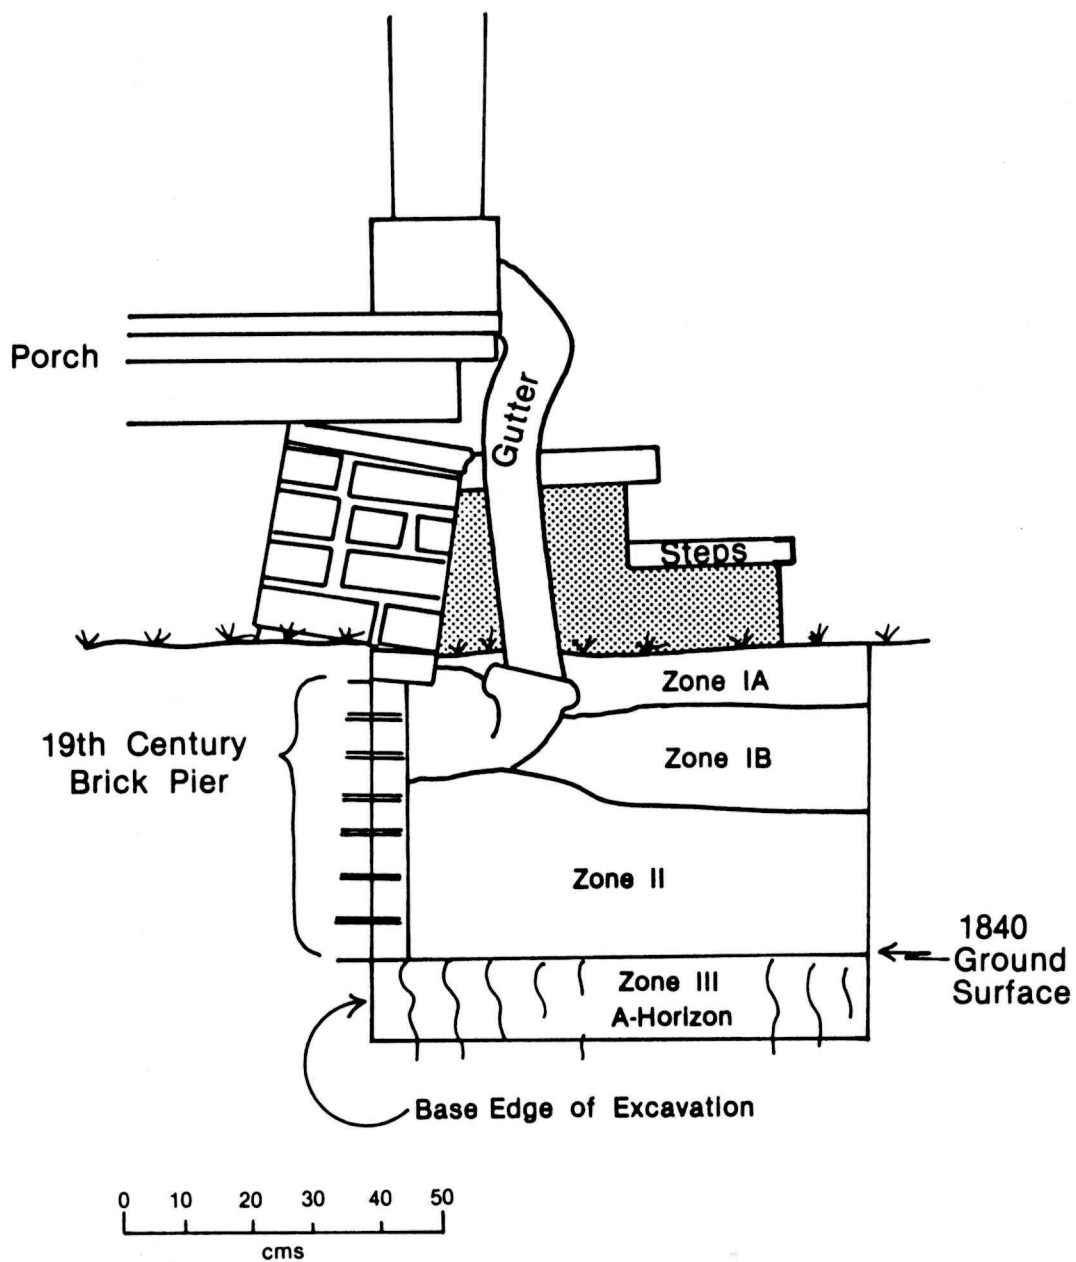 Porch
Gutter
Steps
Zone IA
19th Century
Brick Pier
Zone IB
Zone II
1840
Ground
Surface
Zone III
A-Horizon
Base Edge of Excavation
0 10 20 30 40 50
cms